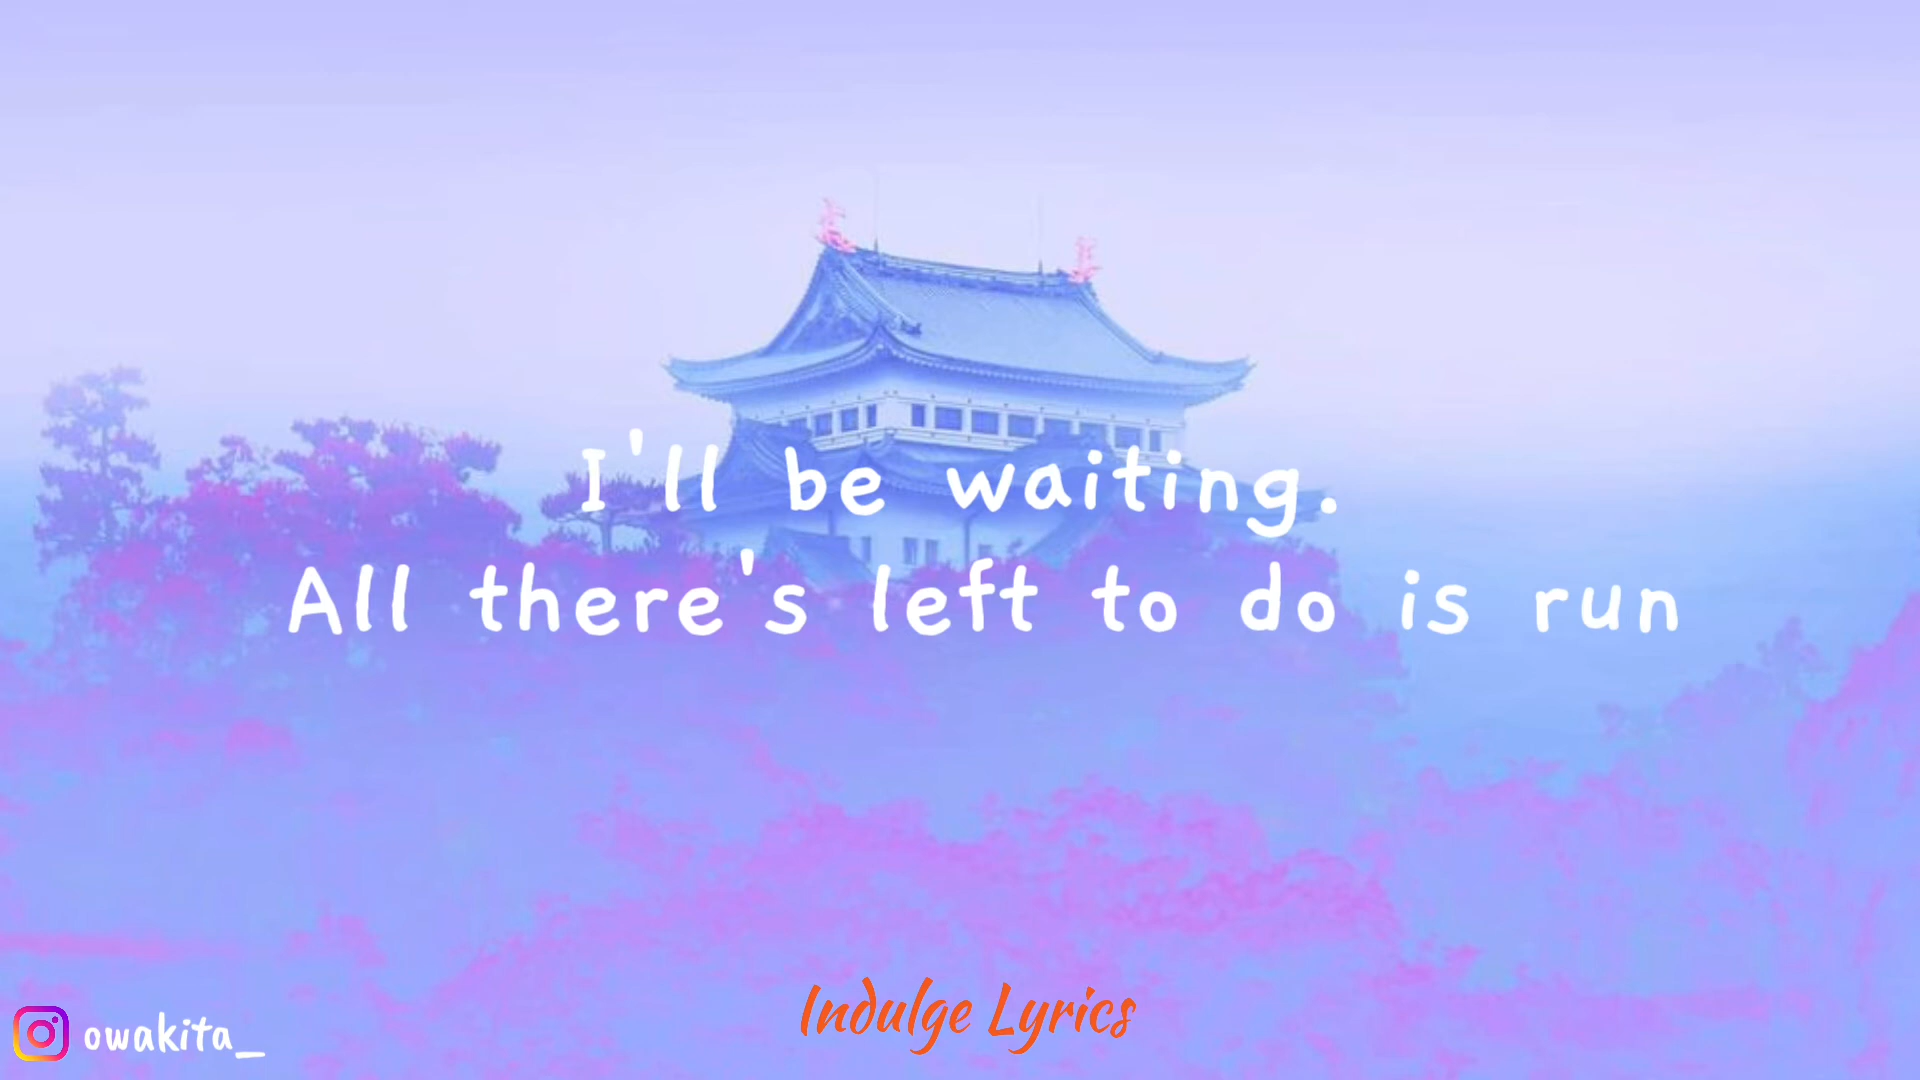 I'll be waiting.
All there's left to do is run
Indulge Lyrics
owakita_